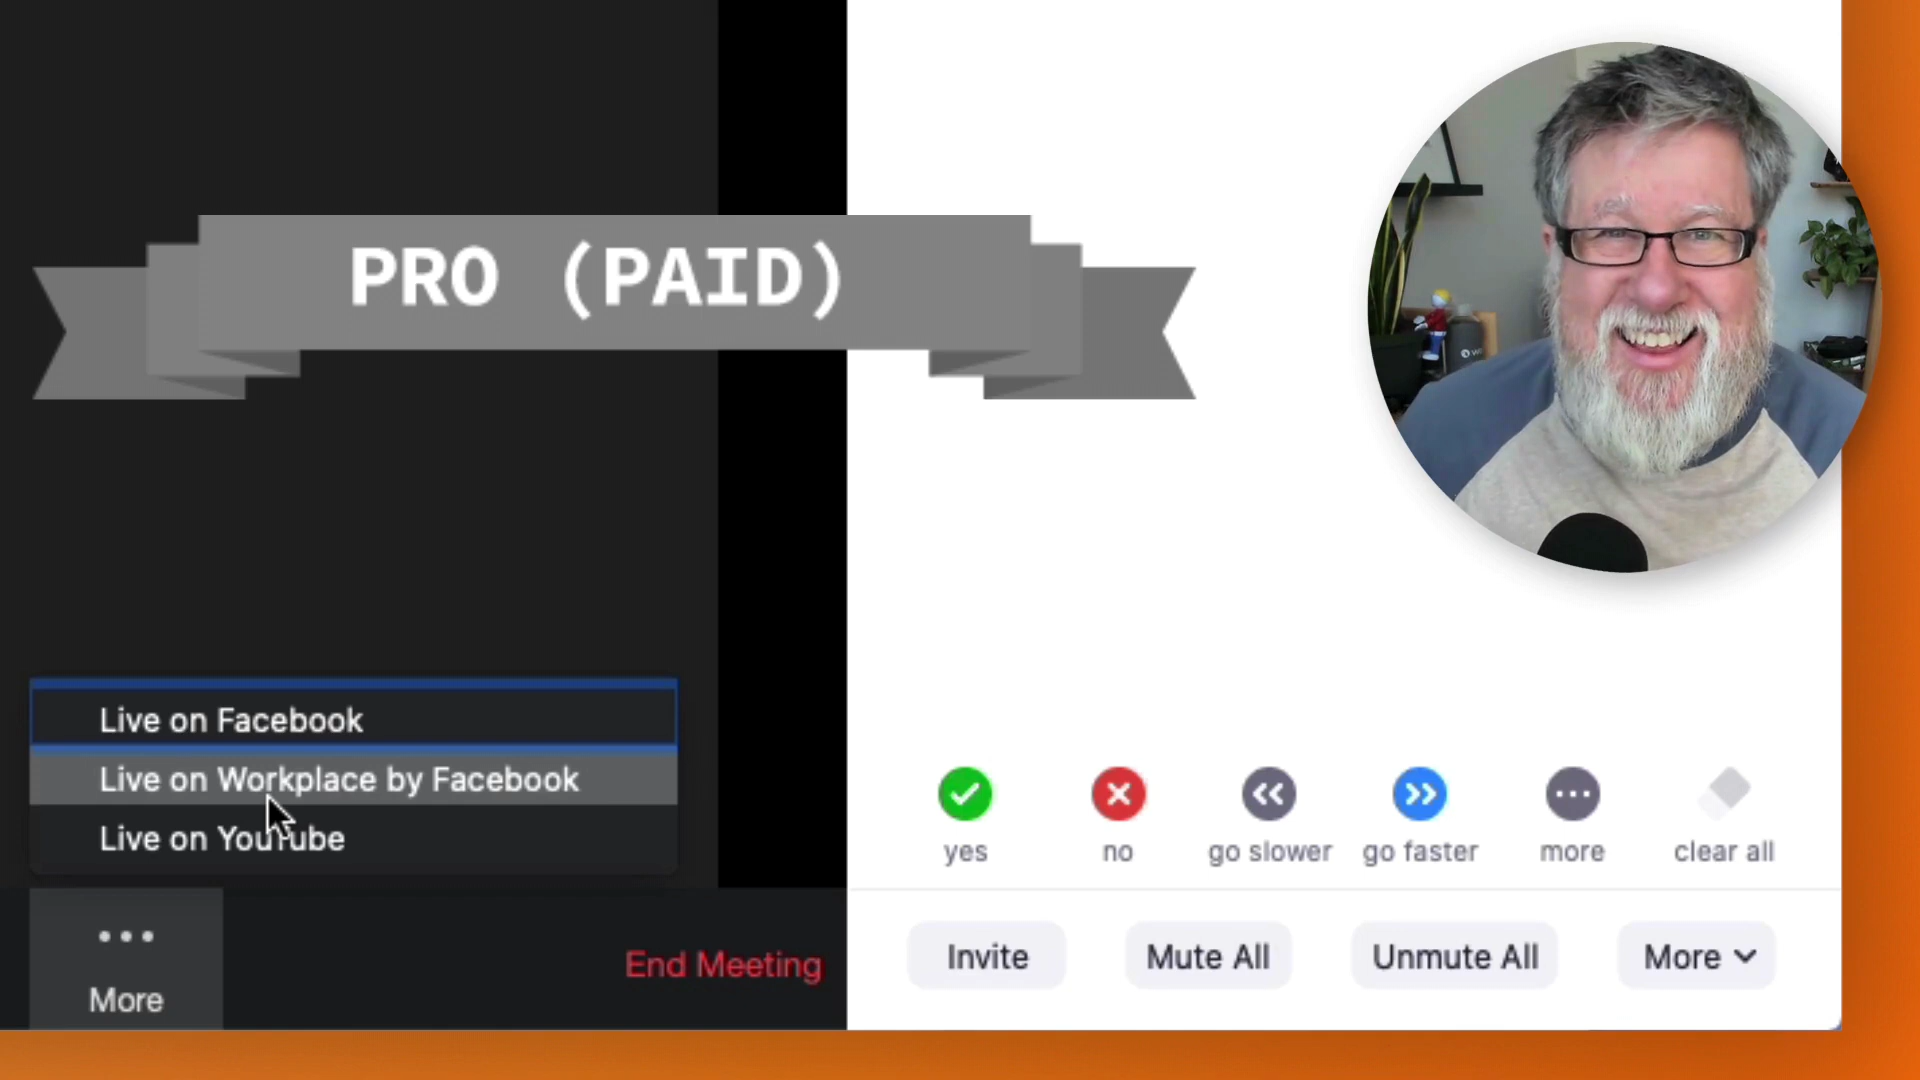 PRO (PAID)
Live on Facebook
Live on Workplace by Facebook
Live on YouTube
More
End Meeting
yes
no
go slower
go faster
more
clear all
Invite
Mute All
Unmute All
More